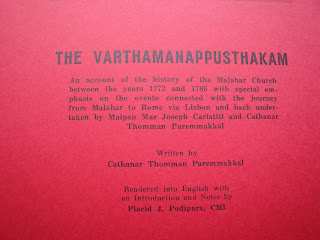 THE VARTHAMANAPPUSTHAKAM
An account of the history of the Malabar Church
between the years 1773 and 1786 with special em-
phasis on the events connected with the journey
from Malabar to Rome via Lisbon and back under-
taken by Malpan Mar Joseph Cariattil and Cathanar
Thomman Paremmakkal
Written by
Cathanar Thomman Paremmakkal
Rendered into English with
an Introduction and Notes by
Placid J. Podipara, CMI